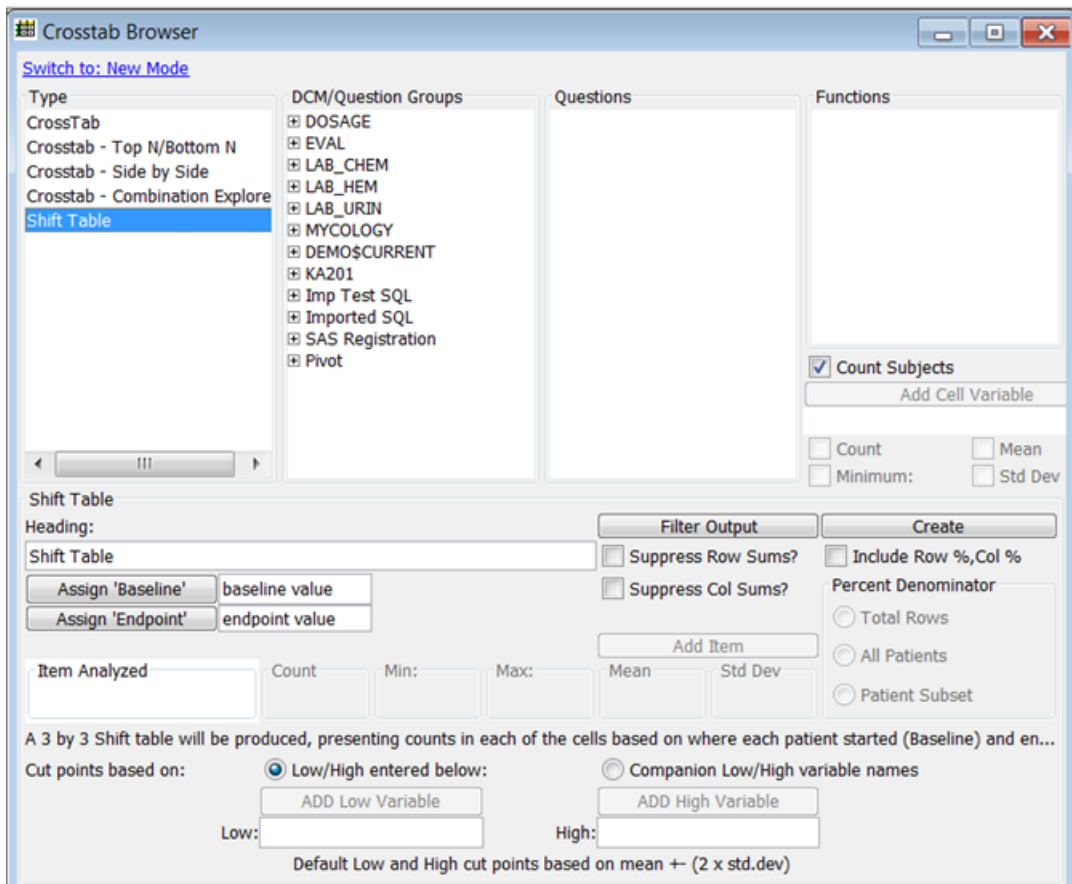 Crosstab Browser
Switch to: New Mode
Type
CrossTab
Crosstab - Top N/Bottom N
Crosstab - Side by Side
Crosstab - Combination Explore
Shift Table
DCM/Question Groups
DOSAGE
EVAL
LAB_CHEM
LAB_HEM
LAB_URIN
MYCOLOGY
DEMO$CURRENT
KA201
Imp Test SQL
Imported SQL
SAS Registration
Pivot
Questions
Functions
Count Subjects
Add Cell Variable
Count Mean
Minimum: Std Dev
Shift Table
Heading: Filter Output Create
Shift Table Suppress Row Sums? Include Row %,Col %
Assign 'Baseline' baseline value Suppress Col Sums? Percent Denominator
Assign 'Endpoint' endpoint value Total Rows
Add Item All Patients
Item Analyzed Count Min: Max: Mean Std Dev
Patient Subset
A 3 by 3 Shift table will be produced, presenting counts in each of the cells based on where each patient started (Baseline) and en...
Cut points based on: Low/High entered below: Companion Low/High variable names
ADD Low Variable ADD High Variable
Low: High:
Default Low and High cut points based on mean +- (2 x std.dev)